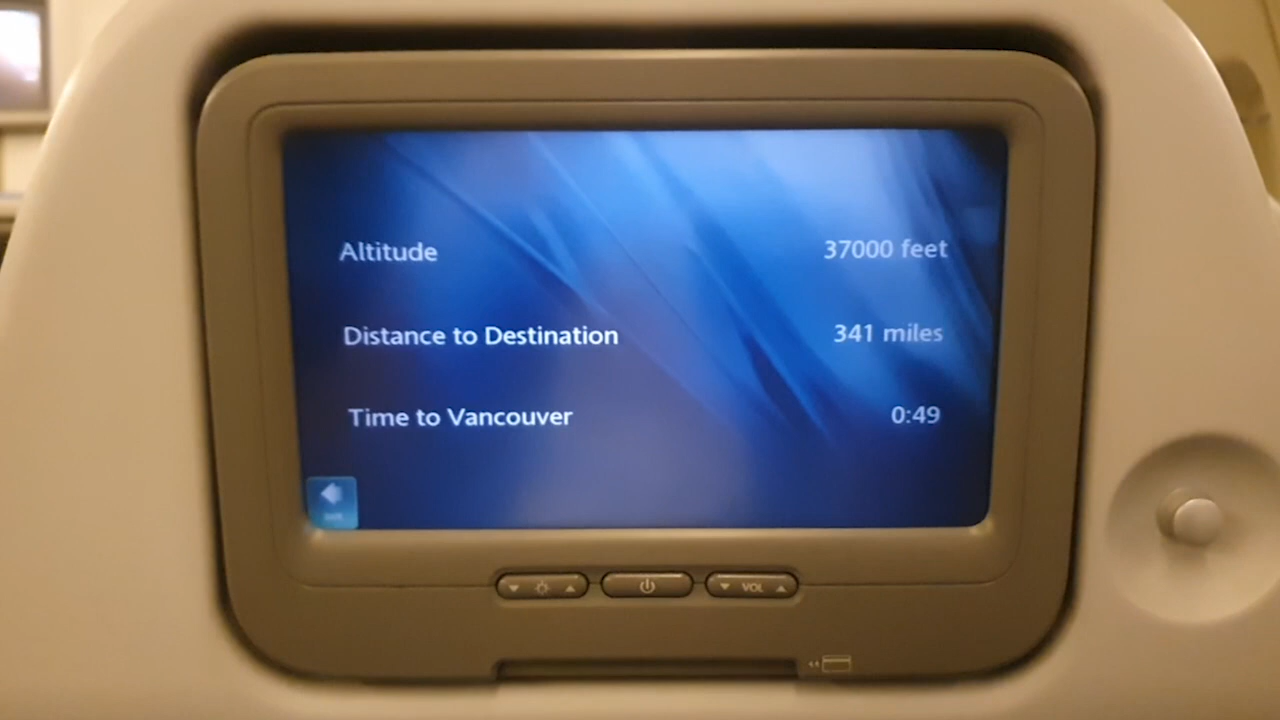 Altitude 37000 feet
Distance to Destination 341 miles
Time to Vancouver 0:49
VOL